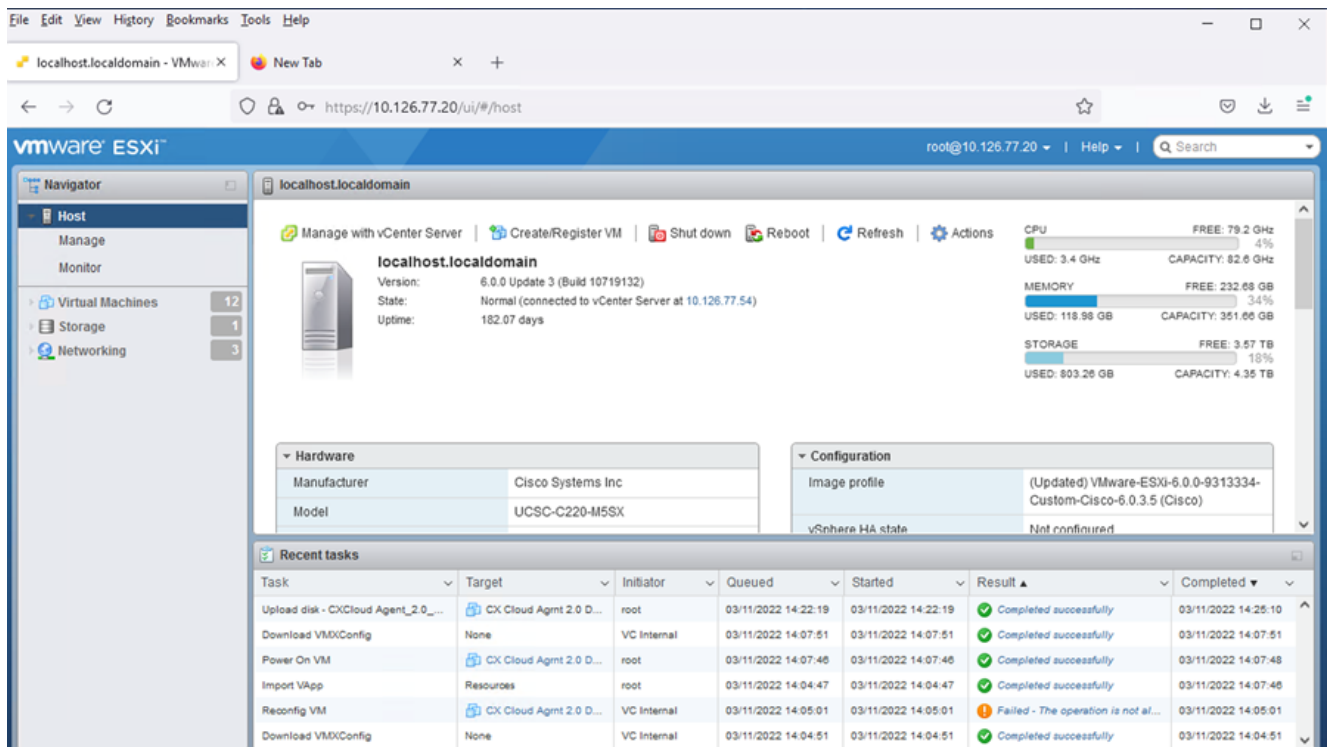 File Edit View History Bookmarks Tools Help
localhost.localdomain - VMwar
New Tab
https://10.126.77.20/ui/#/host
vmware ESXi™
root@10.126.77.20 | Help | Search
Navigator
Host
Manage
Monitor
Virtual Machines 12
Storage 1
Networking 3
localhost.localdomain
Manage with vCenter Server | Create/Register VM | Shut down Reboot | Refresh | Actions
localhost.localdomain
Version: 6.0.0 Update 3 (Build 10719132)
State: Normal (connected to vCenter Server at 10.126.77.54)
Uptime: 182.07 days
CPU FREE: 79.2 GHz
4%
USED: 3.4 GHz CAPACITY: 82.6 GHz
MEMORY FREE: 232.68 GB
34%
USED: 118.98 GB CAPACITY: 351.66 GB
STORAGE FREE: 3.57 TB
18%
USED: 803.26 GB CAPACITY: 4.35 TB
Hardware
Manufacturer Cisco Systems Inc
Model UCSC-C220-M5SX
Configuration
Image profile (Updated) VMware-ESXi-6.0.0-9313334-
Custom-Cisco-6.0.3.5 (Cisco)
vSphere HA state Not configured
Recent tasks
Task Target Initiator Queued Started Result Completed
Upload disk - CXCloud Agent_2.0_... CX Cloud Agrnt 2.0 D... root 03/11/2022 14:22:19 03/11/2022 14:22:19 Completed successfully 03/11/2022 14:25:10
Download VMXConfig None VC Internal 03/11/2022 14:07:51 03/11/2022 14:07:51 Completed successfully 03/11/2022 14:07:51
Power On VM CX Cloud Agrnt 2.0 D... root 03/11/2022 14:07:46 03/11/2022 14:07:46 Completed successfully 03/11/2022 14:07:48
Import VApp Resources root 03/11/2022 14:04:47 03/11/2022 14:04:47 Completed successfully 03/11/2022 14:07:46
Reconfig VM CX Cloud Agrnt 2.0 D... VC Internal 03/11/2022 14:05:01 03/11/2022 14:05:01 Failed - The operation is not al... 03/11/2022 14:05:01
Download VMXConfig None VC Internal 03/11/2022 14:04:51 03/11/2022 14:04:51 Completed successfully 03/11/2022 14:04:51